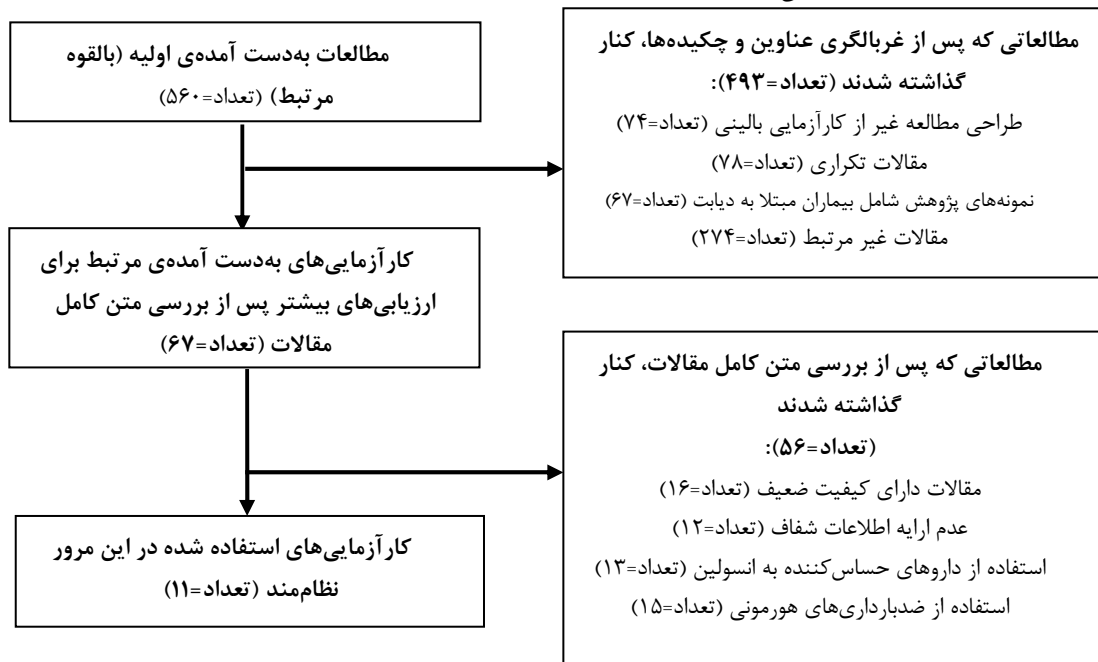 مطالعات به‌دست آمده‌ی اولیه (بالقوه
مرتبط) (تعداد=۵۶۰)
مطالعاتی که پس از غربالگری عناوین و چکیده‌ها، کنار
گذاشته شدند (تعداد=۴۹۳):
طراحی مطالعه غیر از کارآزمایی بالینی (تعداد=۷۴)
مقالات تکراری (تعداد=۷۸)
نمونه‌های پژوهش شامل بیماران مبتلا به دیابت (تعداد=۶۷)
مقالات غیر مرتبط (تعداد=۲۷۴)
کارآزمایی‌های به‌دست آمده‌ی مرتبط برای
ارزیابی‌های بیشتر پس از بررسی متن کامل
مقالات (تعداد=۶۷)
مطالعاتی که پس از بررسی متن کامل مقالات، کنار
گذاشته شدند
(تعداد=۵۶):
مقالات دارای کیفیت ضعیف (تعداد=۱۶)
عدم ارایه اطلاعات شفاف (تعداد=۱۲)
استفاده از داروهای حساس‌کننده به انسولین (تعداد=۱۳)
استفاده از ضدبارداری‌های هورمونی (تعداد=۱۵)
کارآزمایی‌های استفاده شده در این مرور
نظام‌مند (تعداد=۱۱)